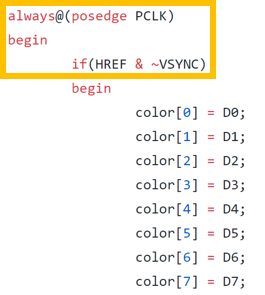 always@(posedge PCLK)
begin
if(HREF & ~VSYNC)
begin
color[0] = D0;
color[1] = D1;
color[2] = D2;
color[3] = D3;
color[4] = D4;
color[5] = D5;
color[6] = D6;
color[7] = D7;